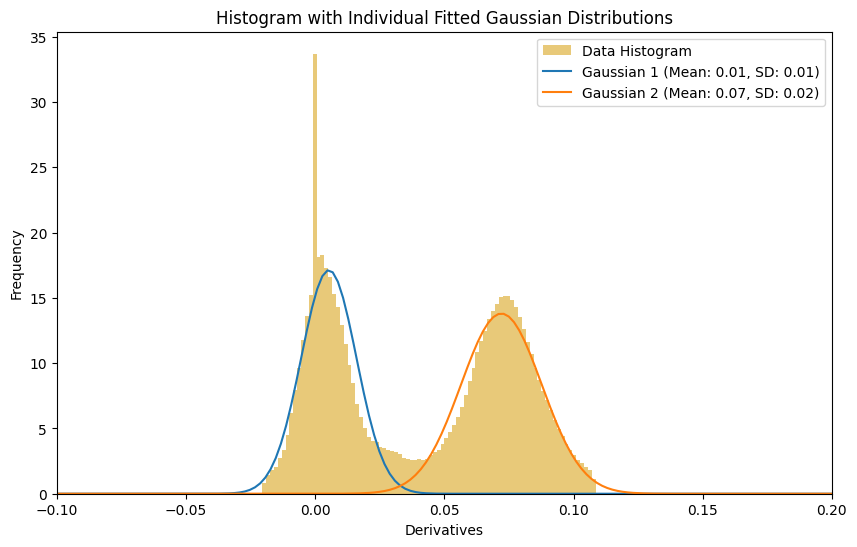 Histogram with Individual Fitted Gaussian Distributions
Data Histogram
Gaussian 1 (Mean: 0.01, SD: 0.01)
Gaussian 2 (Mean: 0.07, SD: 0.02)
Frequency
35
30
25
20
15
10
5
0
−0.10
−0.05
0.00
0.05
0.10
0.15
0.20
Derivatives